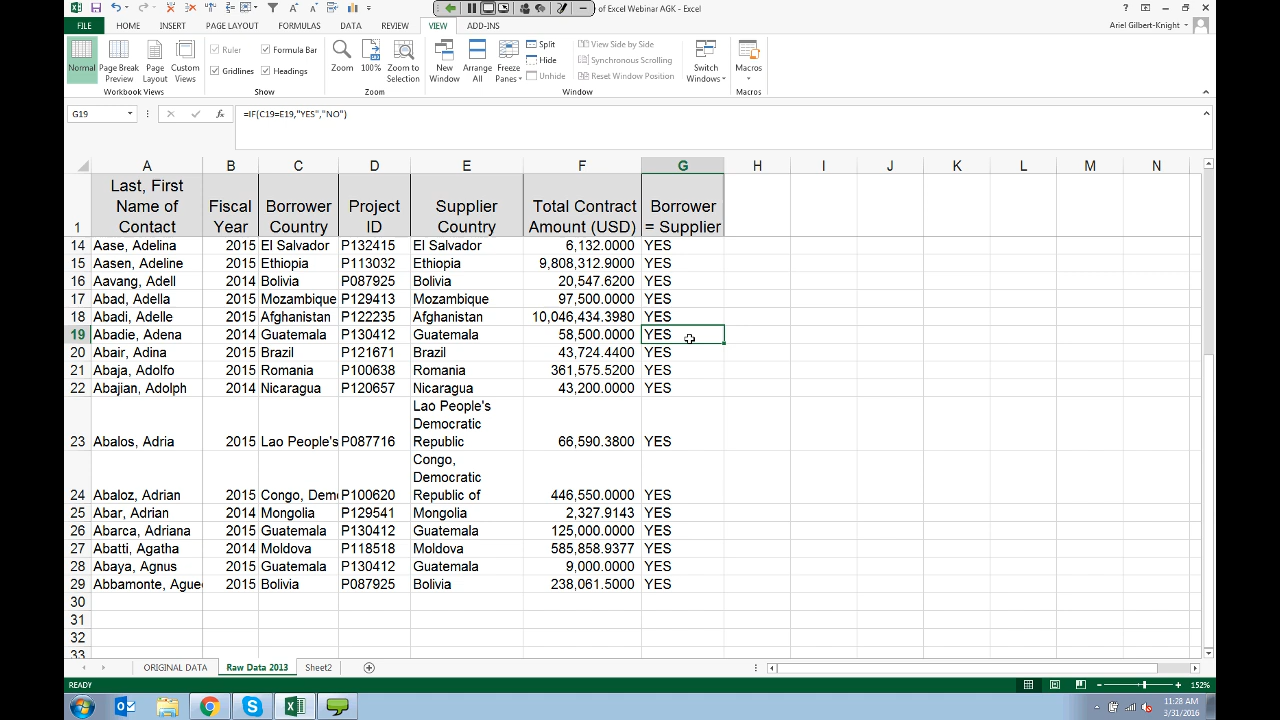 of Excel Webinar AGK - Excel
FILE HOME INSERT PAGE LAYOUT FORMULAS DATA REVIEW VIEW ADD-INS Ariel Gilbert-Knight
Normal Page Break Preview Page Layout Custom Views
Workbook Views
Ruler Formula Bar
Gridlines Headings
Show
Zoom 100% Zoom to Selection
Zoom
New Window Arrange All Freeze Panes
Split
Hide
Unhide
View Side by Side
Synchronous Scrolling
Reset Window Position
Window
Switch Windows
Macros
Macros
G19 fx =IF(C19=E19,"YES","NO")
A B C D E F G H I J K L M N
1 Last, First Name of Contact Fiscal Year Borrower Country Project ID Supplier Country Total Contract Amount (USD) Borrower = Supplier
14 Aase, Adelina 2015 El Salvador P132415 El Salvador 6,132.0000 YES
15 Aasen, Adeline 2015 Ethiopia P113032 Ethiopia 9,808,312.9000 YES
16 Aavang, Adell 2014 Bolivia P087925 Bolivia 20,547.6200 YES
17 Abad, Adella 2015 Mozambique P129413 Mozambique 97,500.0000 YES
18 Abadi, Adelle 2015 Afghanistan P122235 Afghanistan 10,046,434.3980 YES
19 Abadie, Adena 2014 Guatemala P130412 Guatemala 58,500.0000 YES
20 Abair, Adina 2015 Brazil P121671 Brazil 43,724.4400 YES
21 Abaja, Adolfo 2015 Romania P100638 Romania 361,575.5200 YES
22 Abajian, Adolph 2014 Nicaragua P120657 Nicaragua 43,200.0000 YES
23 Abalos, Adria 2015 Lao People's P087716 Lao People's Democratic Republic 66,590.3800 YES
24 Abaloz, Adrian 2015 Congo, Dem P100620 Congo, Democratic Republic of 446,550.0000 YES
25 Abar, Adrian 2014 Mongolia P129541 Mongolia 2,327.9143 YES
26 Abarca, Adriana 2015 Guatemala P130412 Guatemala 125,000.0000 YES
27 Abatti, Agatha 2014 Moldova P118518 Moldova 585,858.9377 YES
28 Abaya, Agnus 2015 Guatemala P130412 Guatemala 9,000.0000 YES
29 Abbamonte, Ague 2015 Bolivia P087925 Bolivia 238,061.5000 YES
30
31
32
33
ORIGINAL DATA Raw Data 2013 Sheet2
READY 152%
11:28 AM
3/31/2016